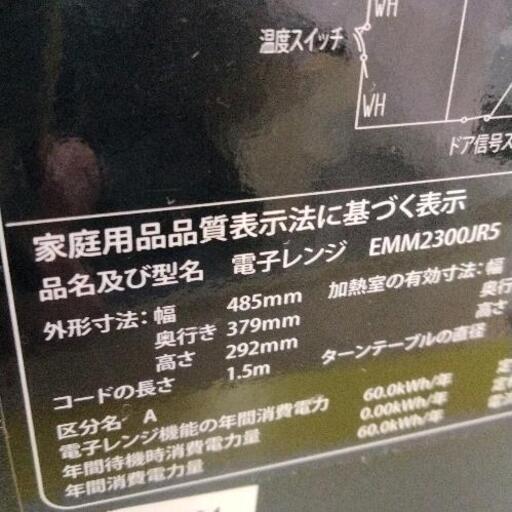 WH
温度スイッチ
WH
ドア信号ス
家庭用品品質表示法に基づく表示
品名及び型名 電子レンジ EMM2300JR5
外形寸法：幅 485mm 加熱室の有効寸法：幅
奥行き 379mm 奥行
高さ 292mm 高さ
コードの長さ 1.5m ターンテーブルの直径
区分名 A
電子レンジ機能の年間消費電力 60.0kWh/年
年間待機時消費電力量 0.00kWh/年
年間消費電力量 60.0kWh/年